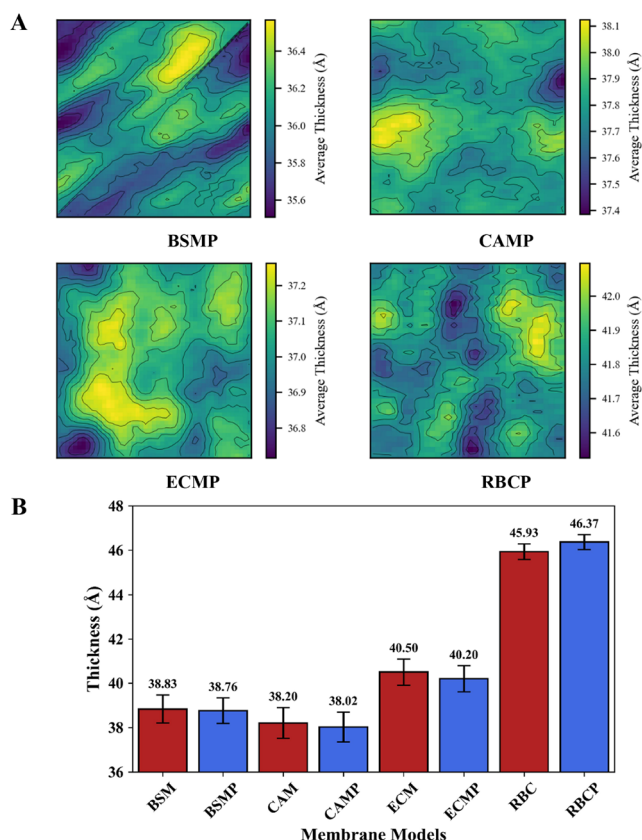 A
36.4
36.2
36.0
35.8
35.6
Average Thickness (Å)
BSMP
38.1
38.0
37.9
37.8
37.7
37.6
37.5
37.4
Average Thickness (Å)
CAMP
37.2
37.1
37.0
36.9
36.8
Average Thickness (Å)
ECMP
42.0
41.9
41.8
41.7
41.6
Average Thickness (Å)
RBCP
B
48
46
44
42
40
38
36
Thickness (Å)
38.83
38.76
38.20
38.02
40.50
40.20
45.93
46.37
BSM
BSMP
CAM
CAMP
ECM
ECMP
RBC
RBCP
Membrane Models